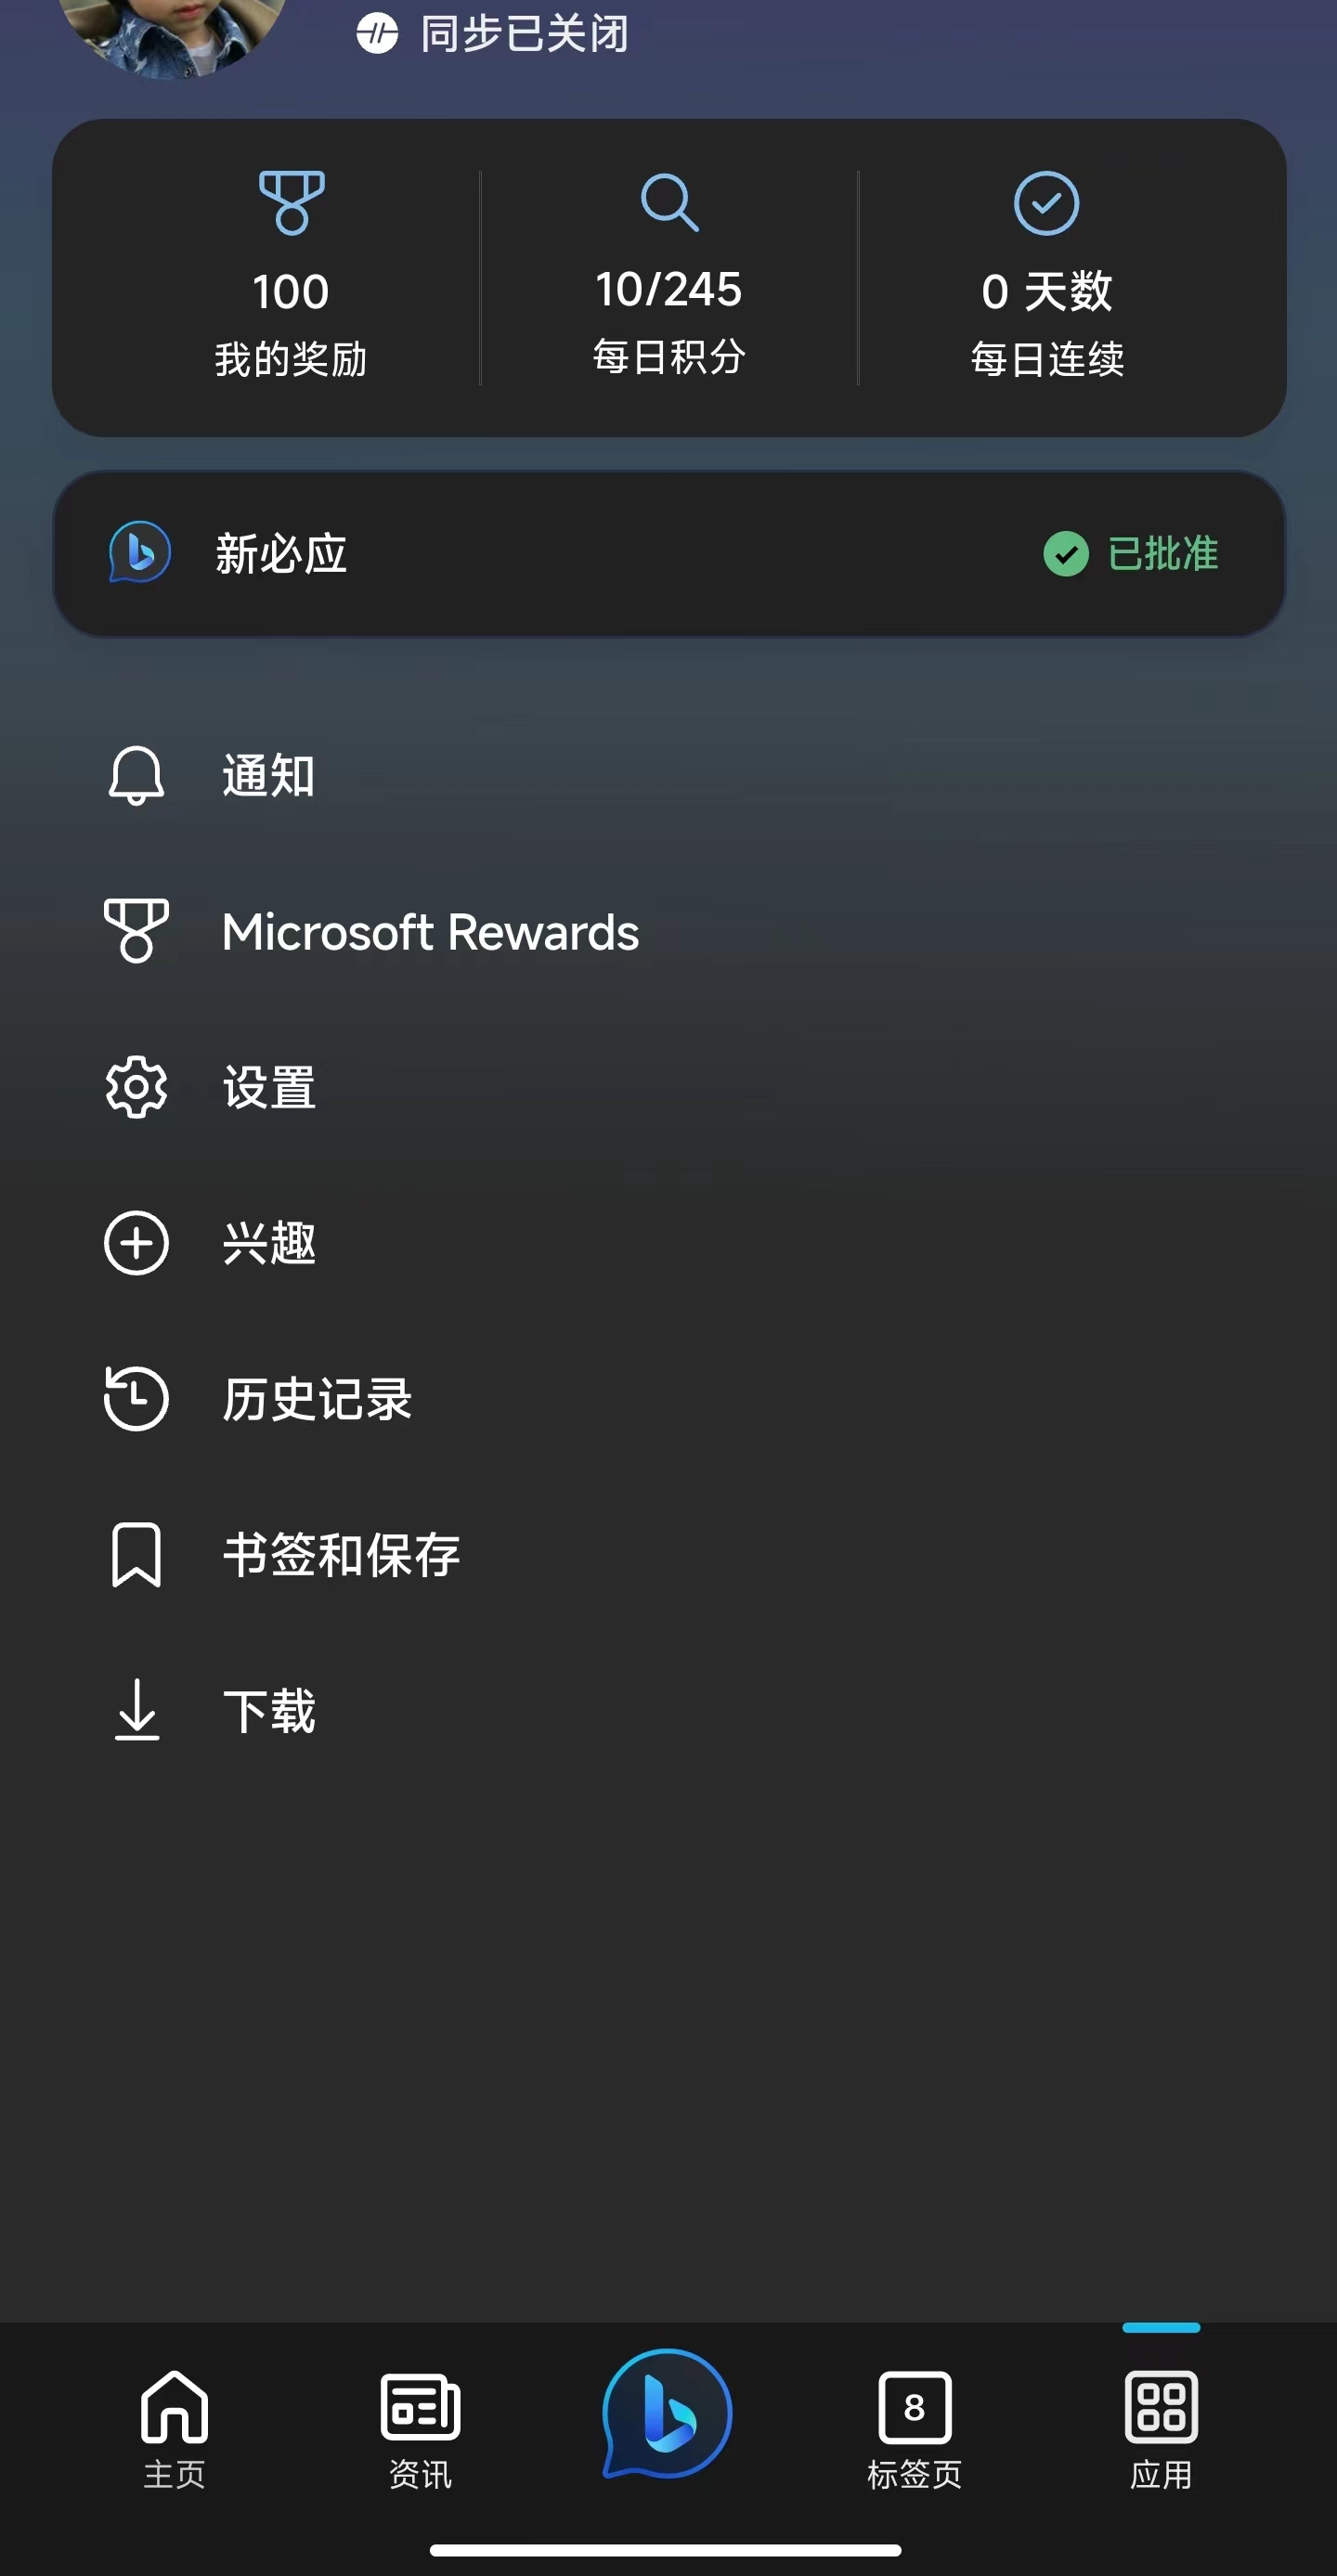 同步已关闭
100
我的奖励
10/245
每日积分
0 天数
每日连续
新必应
已批准
通知
Microsoft Rewards
设置
兴趣
历史记录
书签和保存
下载
主页
资讯
8
标签页
应用